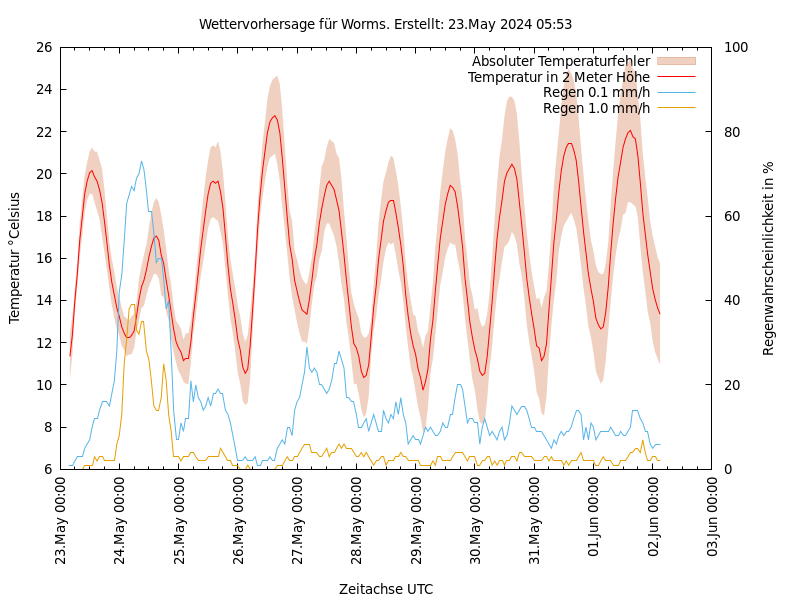 Wettervorhersage für Worms. Erstellt: 23.May 2024 05:53
Absoluter Temperaturfehler
Temperatur in 2 Meter Höhe
Regen 0.1 mm/h
Regen 1.0 mm/h
Temperatur °Celsius
26
24
22
20
18
16
14
12
10
8
6
100
80
60
40
20
0
Regenwahrscheinlichkeit in %
23.May 00:00
24.May 00:00
25.May 00:00
26.May 00:00
27.May 00:00
28.May 00:00
29.May 00:00
30.May 00:00
31.May 00:00
01.Jun 00:00
02.Jun 00:00
03.Jun 00:00
Zeitachse UTC